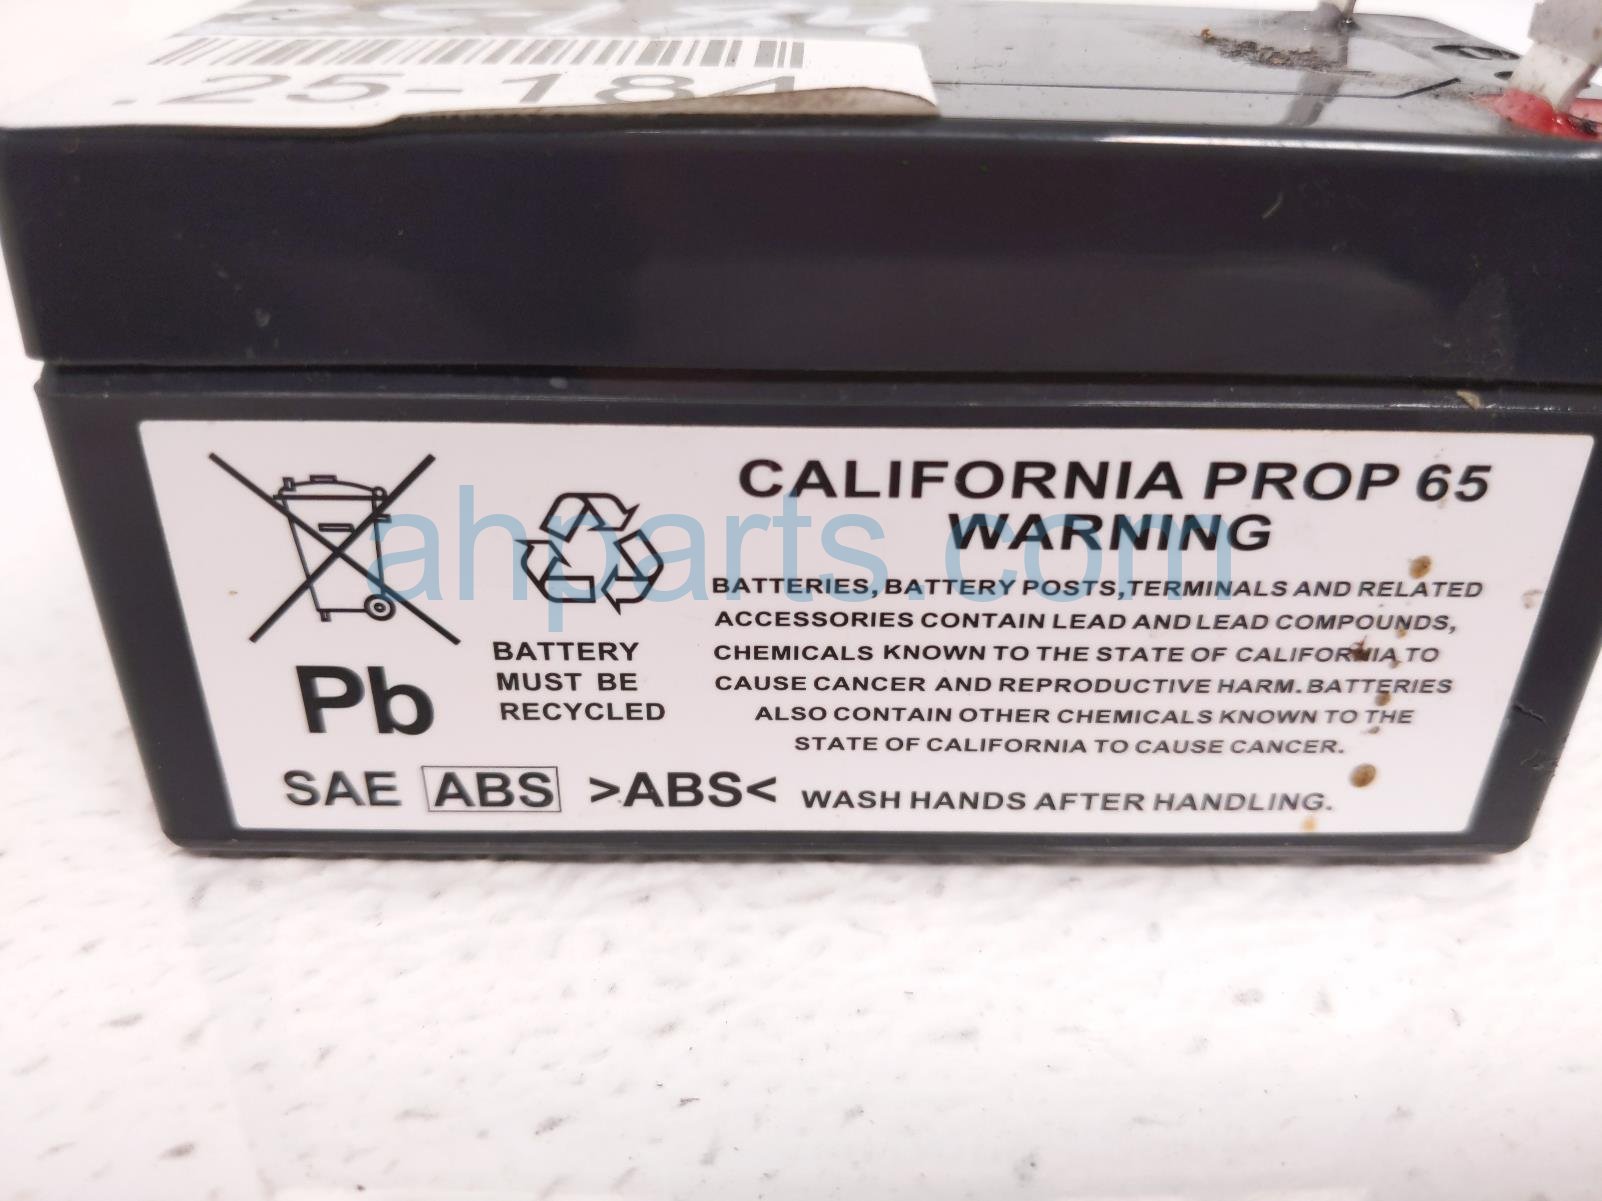 25-184
.25-184
CALIFORNIA PROP 65
WARNING
BATTERIES, BATTERY POSTS, TERMINALS AND RELATED
ACCESSORIES CONTAIN LEAD AND LEAD COMPOUNDS,
CHEMICALS KNOWN TO THE STATE OF CALIFORNIA TO
CAUSE CANCER AND REPRODUCTIVE HARM. BATTERIES
ALSO CONTAIN OTHER CHEMICALS KNOWN TO THE
STATE OF CALIFORNIA TO CAUSE CANCER.
WASH HANDS AFTER HANDLING.
BATTERY
MUST BE
RECYCLED
Pb
SAE ABS >ABS<
ahparts.com